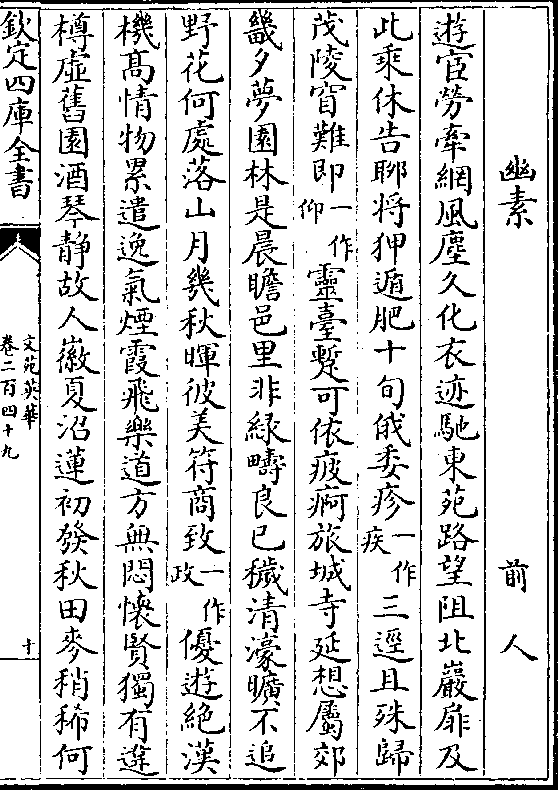 幽素　　前人
遊宦勞牽網風塵久化衣迹馳東苑路望阻北巖扉及
此乘休告聊將狎遁肥十旬俄委疹一作疾三逕且殊歸
茂陵窅難即一作仰靈臺蹔可依疲痾旅城寺延想屬郊
畿夕夢園林是晨瞻邑里非綠疇良已穢清濠曠不追
野花何處落山月幾秋暉彼美符商致一作政優遊絶漢
機髙情物累遣逸氣煙霞飛樂道方無悶懷賢獨有違
樽虛舊園酒琴静故人徽夏沼蓮初發秋田麥稍稀何
欽定四庫全書
文苑英華
卷二百四十九
十